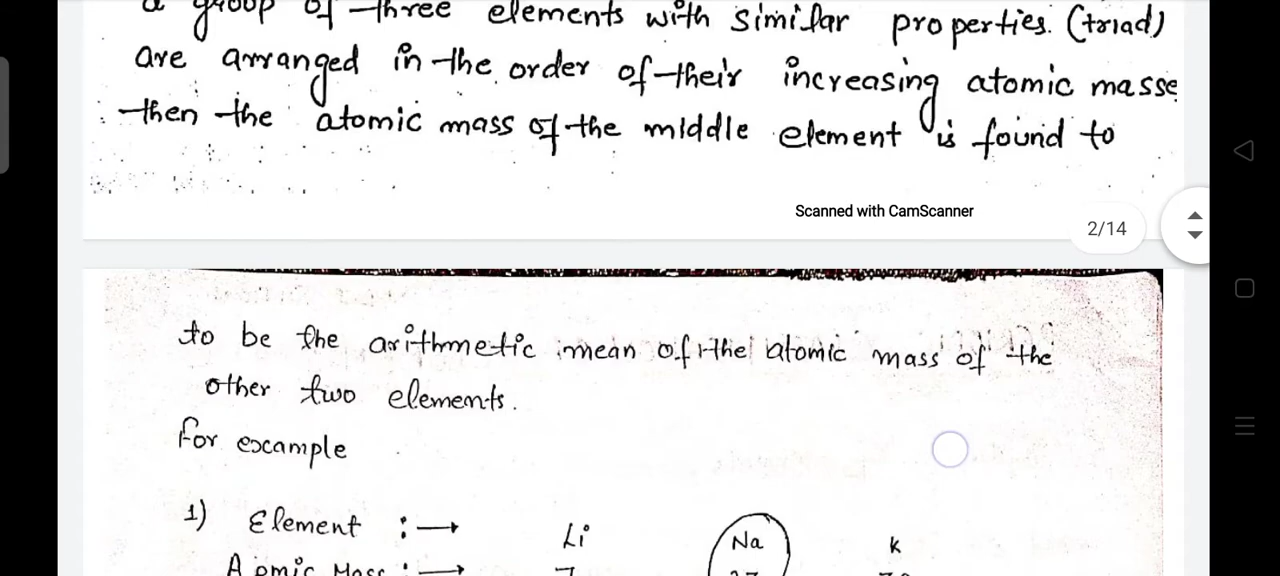 a group of three elements with similar properties. (triad)
are arranged in the order of their increasing atomic masse
then the atomic mass of the middle element is found to
Scanned with CamScanner
2/14
to be the arithmetic mean of the atomic mass of the
other two elements.
For example
1) Element : → Li Na K